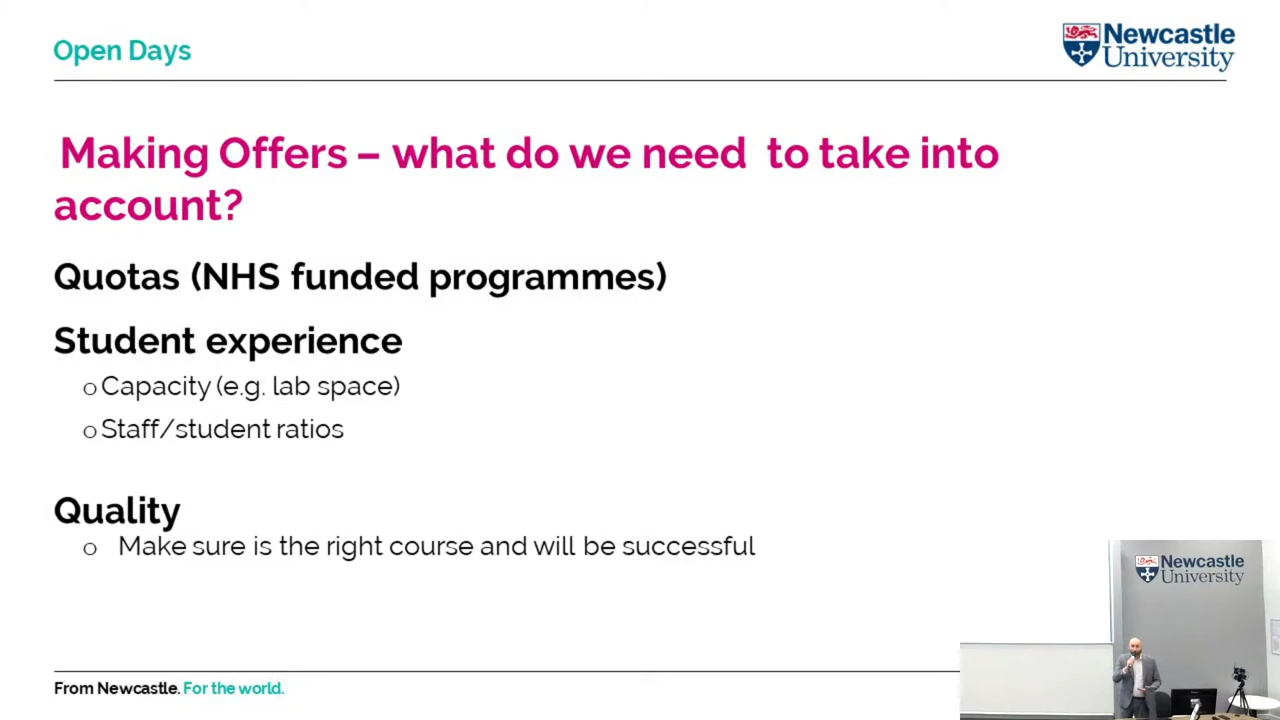 Open Days
Newcastle
University
Making Offers – what do we need to take into
account?
Quotas (NHS funded programmes)
Student experience
o Capacity (e.g. lab space)
o Staff/student ratios
Quality
o Make sure is the right course and will be successful
Newcastle
University
From Newcastle. For the world.